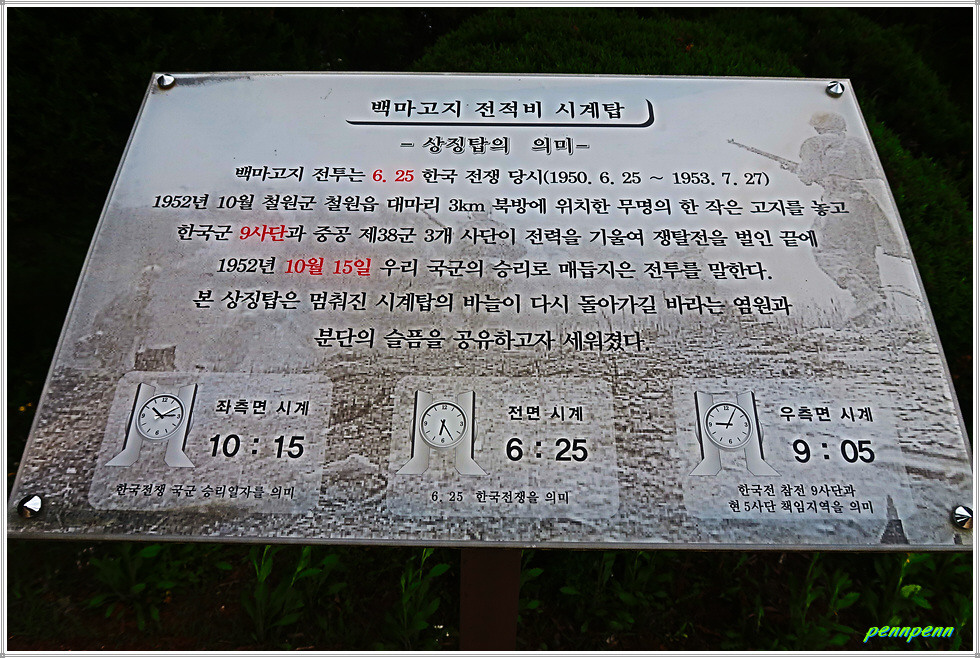 백마고지 전적비 시계탑
- 상징탑의 의미-
백마고지 전투는 6. 25 한국 전쟁 당시(1950. 6. 25 ~ 1953. 7. 27)
1952년 10월 철원군 철원읍 대마리 3km 북방에 위치한 무명의 한 작은 고지를 놓고
한국군 9사단과 중공 제38군 3개 사단이 전력을 기울여 쟁탈전을 벌인 끝에
1952년 10월 15일 우리 국군의 승리로 매듭지은 전투를 말한다.
본 상징탑은 멈춰진 시계탑의 바늘이 다시 돌아가길 바라는 염원과
분단의 슬픔을 공유하고자 세워졌다.
좌측면 시계
10 : 15
한국전쟁 국군 승리일자를 의미
전면 시계
6 : 25
6. 25 한국전쟁을 의미
우측면 시계
9 : 05
한국전 참전 9사단과
현 5사단 책임지역을 의미
pennpenn